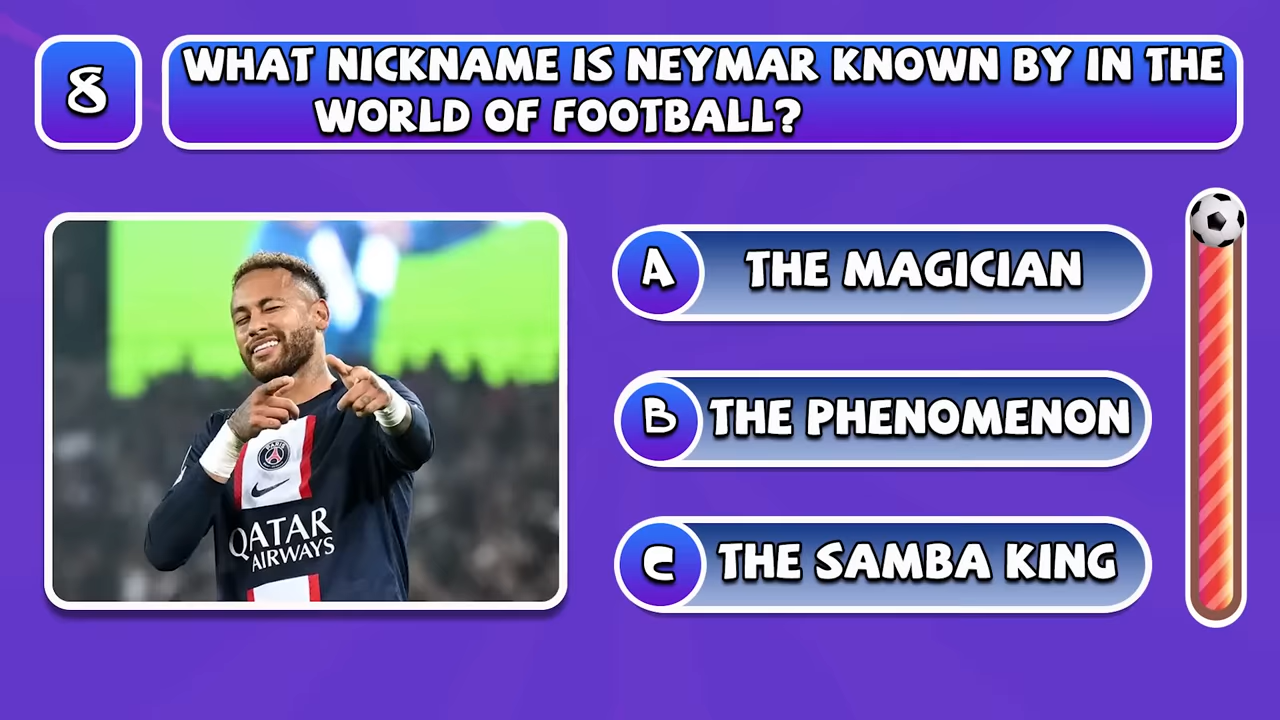 8
WHAT NICKNAME IS NEYMAR KNOWN BY IN THE
WORLD OF FOOTBALL?
A THE MAGICIAN
B THE PHENOMENON
C THE SAMBA KING
PARIS
QATAR
AIRWAYS